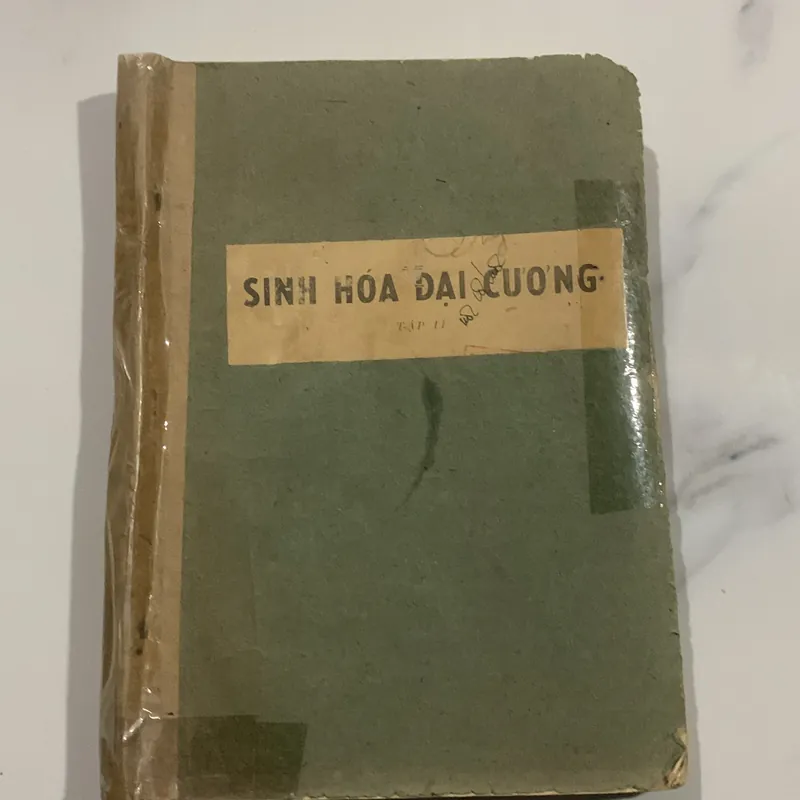 SINH HÓA ĐẠI CƯƠNG
TẬP II